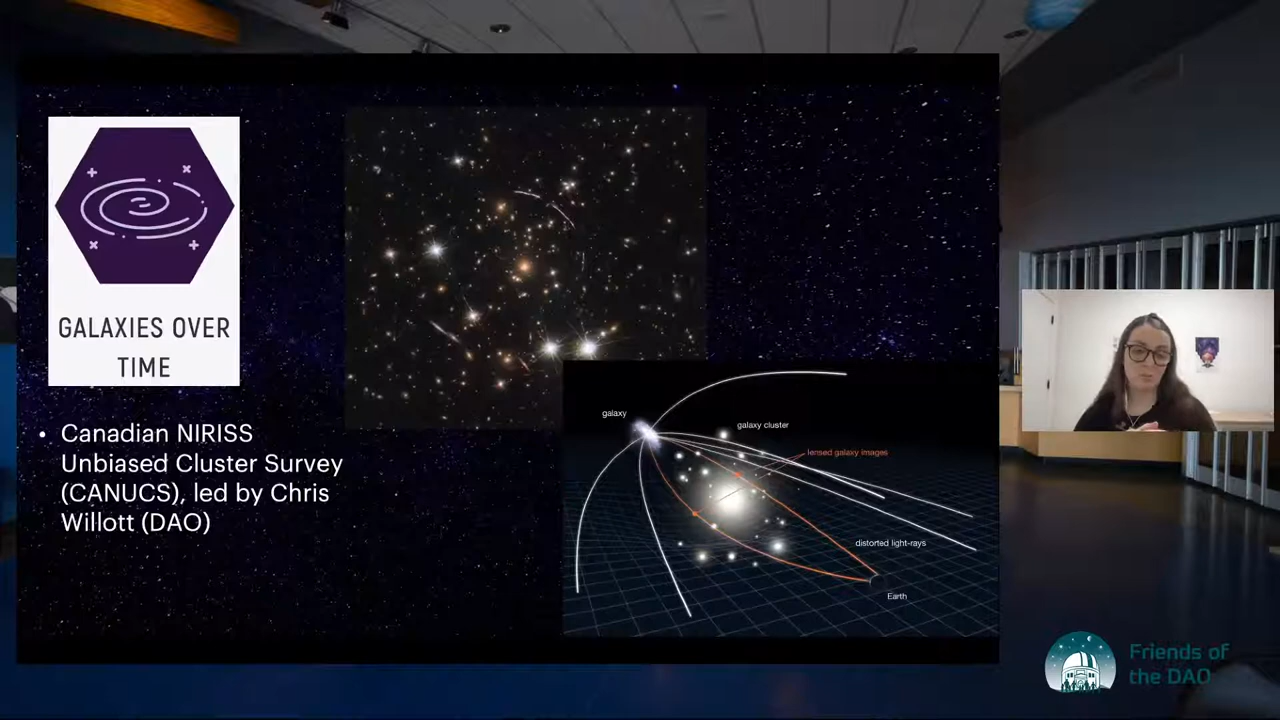 GALAXIES OVER
TIME
• Canadian NIRISS
Unbiased Cluster Survey
(CANUCS), led by Chris
Willott (DAO)
galaxy
galaxy cluster
lensed galaxy images
distorted light-rays
Earth
Friends of
the DAO